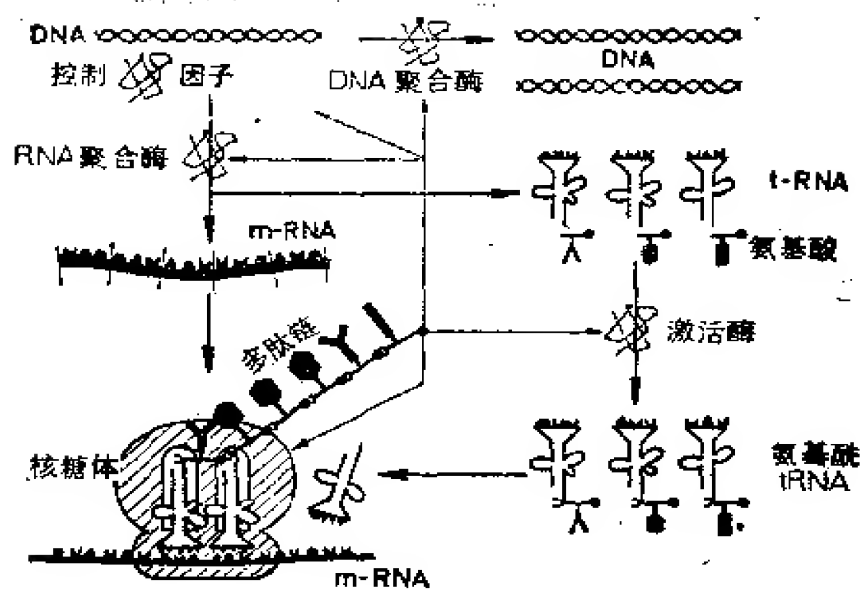 DNA
控制 因子
DNA 聚合酶
DNA
RNA 聚合酶
t-RNA
m-RNA
氨基酸
多肽链
激活酶
核糖体
氨基酰
tRNA
m-RNA